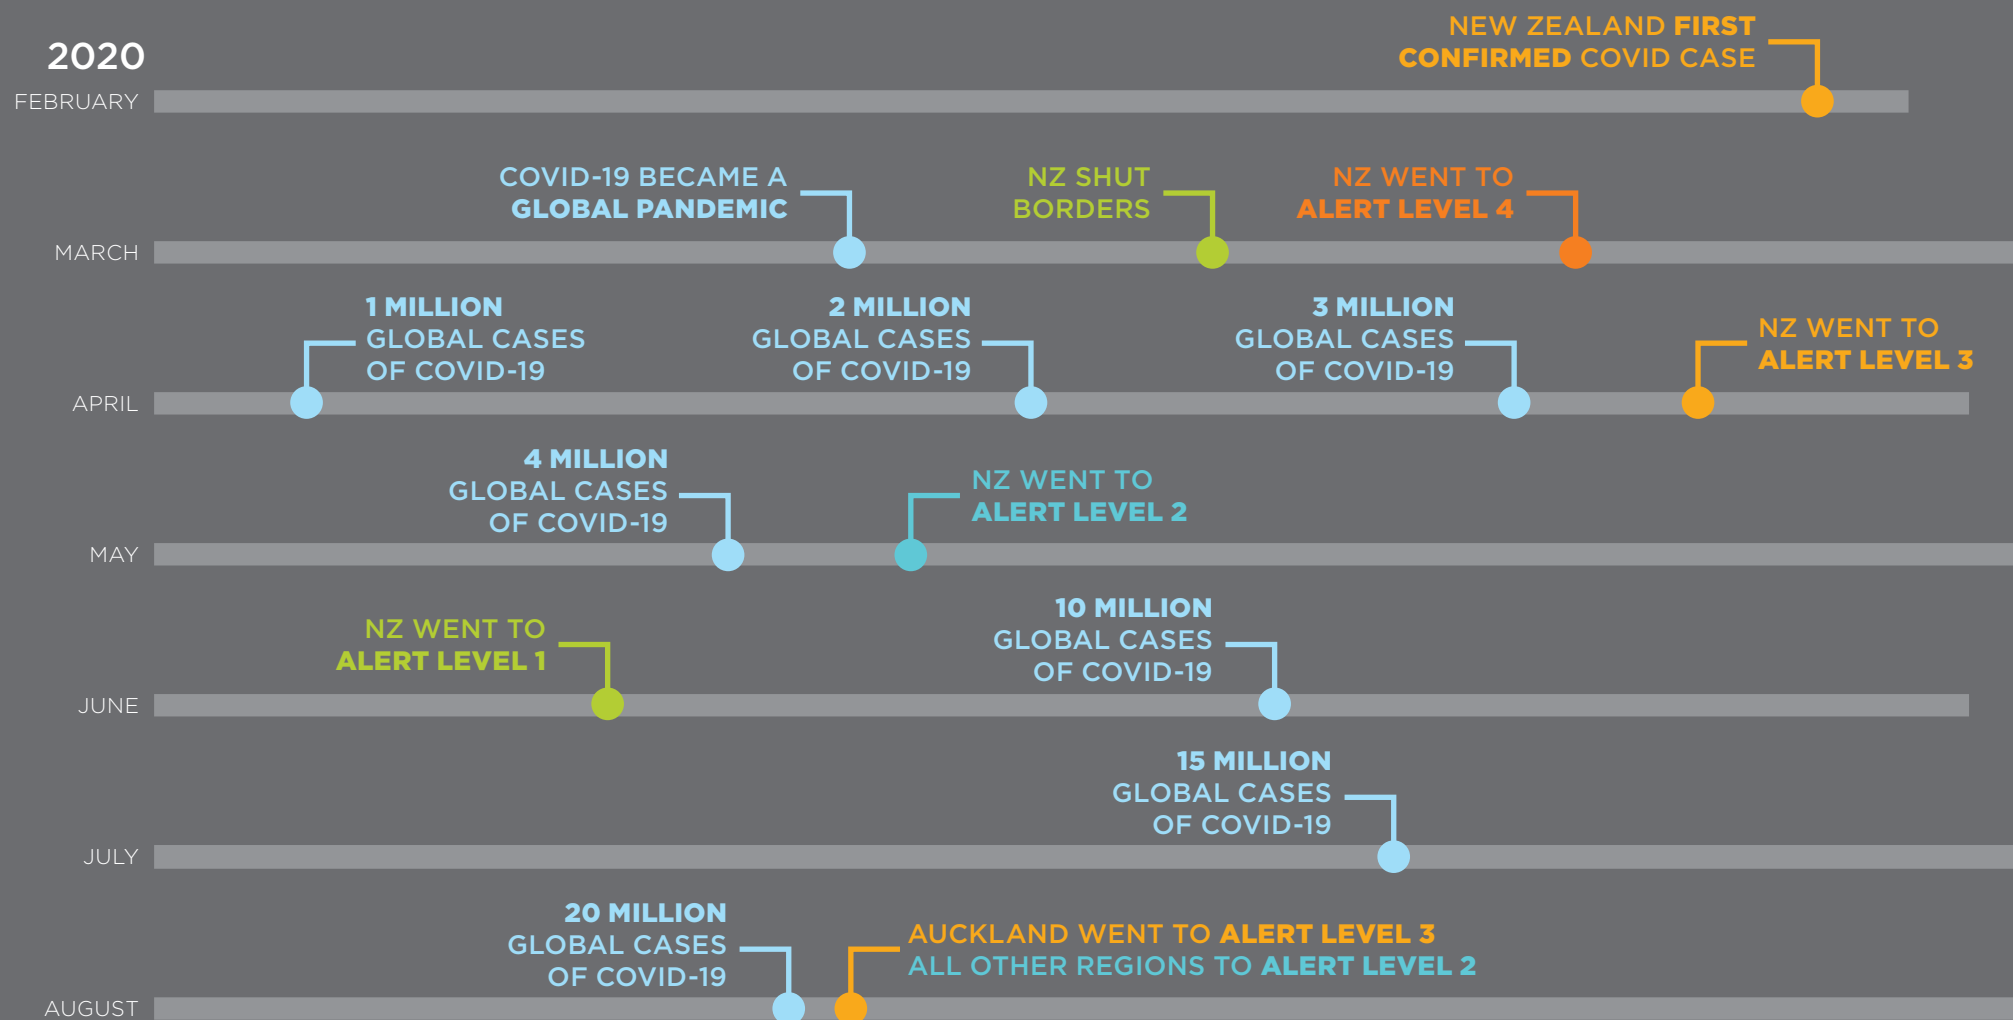 2020
NEW ZEALAND FIRST
CONFIRMED COVID CASE
FEBRUARY
COVID-19 BECAME A
GLOBAL PANDEMIC
NZ SHUT
BORDERS
NZ WENT TO
ALERT LEVEL 4
MARCH
1 MILLION
GLOBAL CASES
OF COVID-19
2 MILLION
GLOBAL CASES
OF COVID-19
3 MILLION
GLOBAL CASES
OF COVID-19
NZ WENT TO
ALERT LEVEL 3
APRIL
4 MILLION
GLOBAL CASES
OF COVID-19
NZ WENT TO
ALERT LEVEL 2
MAY
NZ WENT TO
ALERT LEVEL 1
10 MILLION
GLOBAL CASES
OF COVID-19
JUNE
15 MILLION
GLOBAL CASES
OF COVID-19
JULY
20 MILLION
GLOBAL CASES
OF COVID-19
AUCKLAND WENT TO ALERT LEVEL 3
ALL OTHER REGIONS TO ALERT LEVEL 2
AUGUST